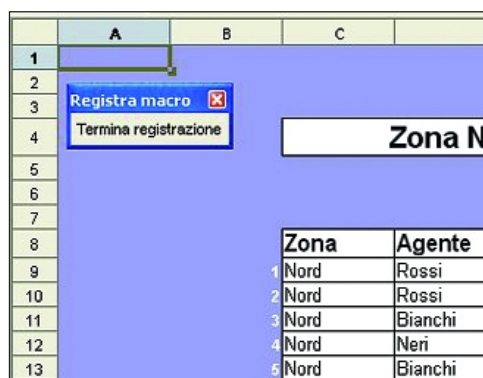 A B C
1
2
3
Registra macro
Termina registrazione
4 Zona N
5
6
7
8 Zona Agente
9 1 Nord Rossi
10 2 Nord Rossi
11 3 Nord Bianchi
12 4 Nord Neri
13 5 Nord Bianchi